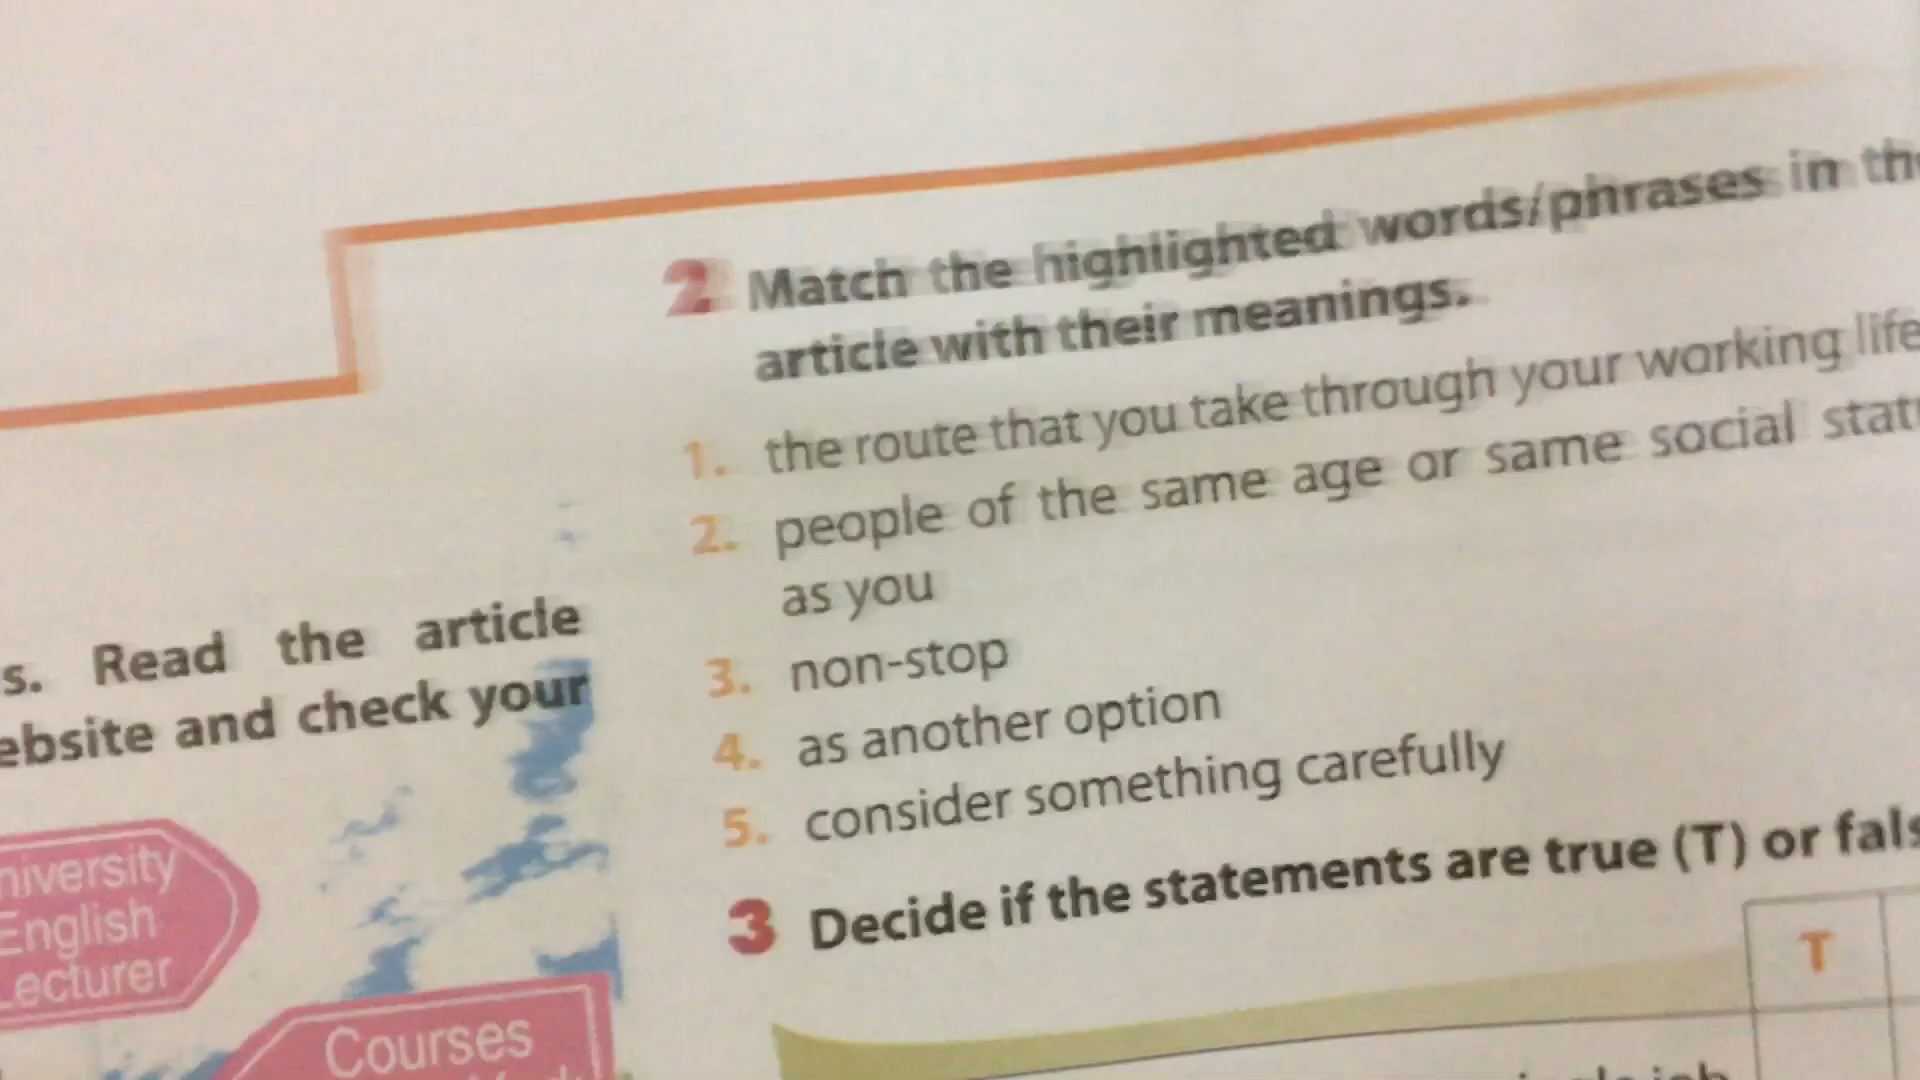 2 Match the highlighted words/phrases in the
article with their meanings.
1. the route that you take through your working life
2. people of the same age or same social
as you
3. non-stop
4. as another option
5. consider something carefully
3 Decide if the statements are true (T) or
T
s. Read the article
ebsite and check your
niversity
English
Lecturer
Courses
job